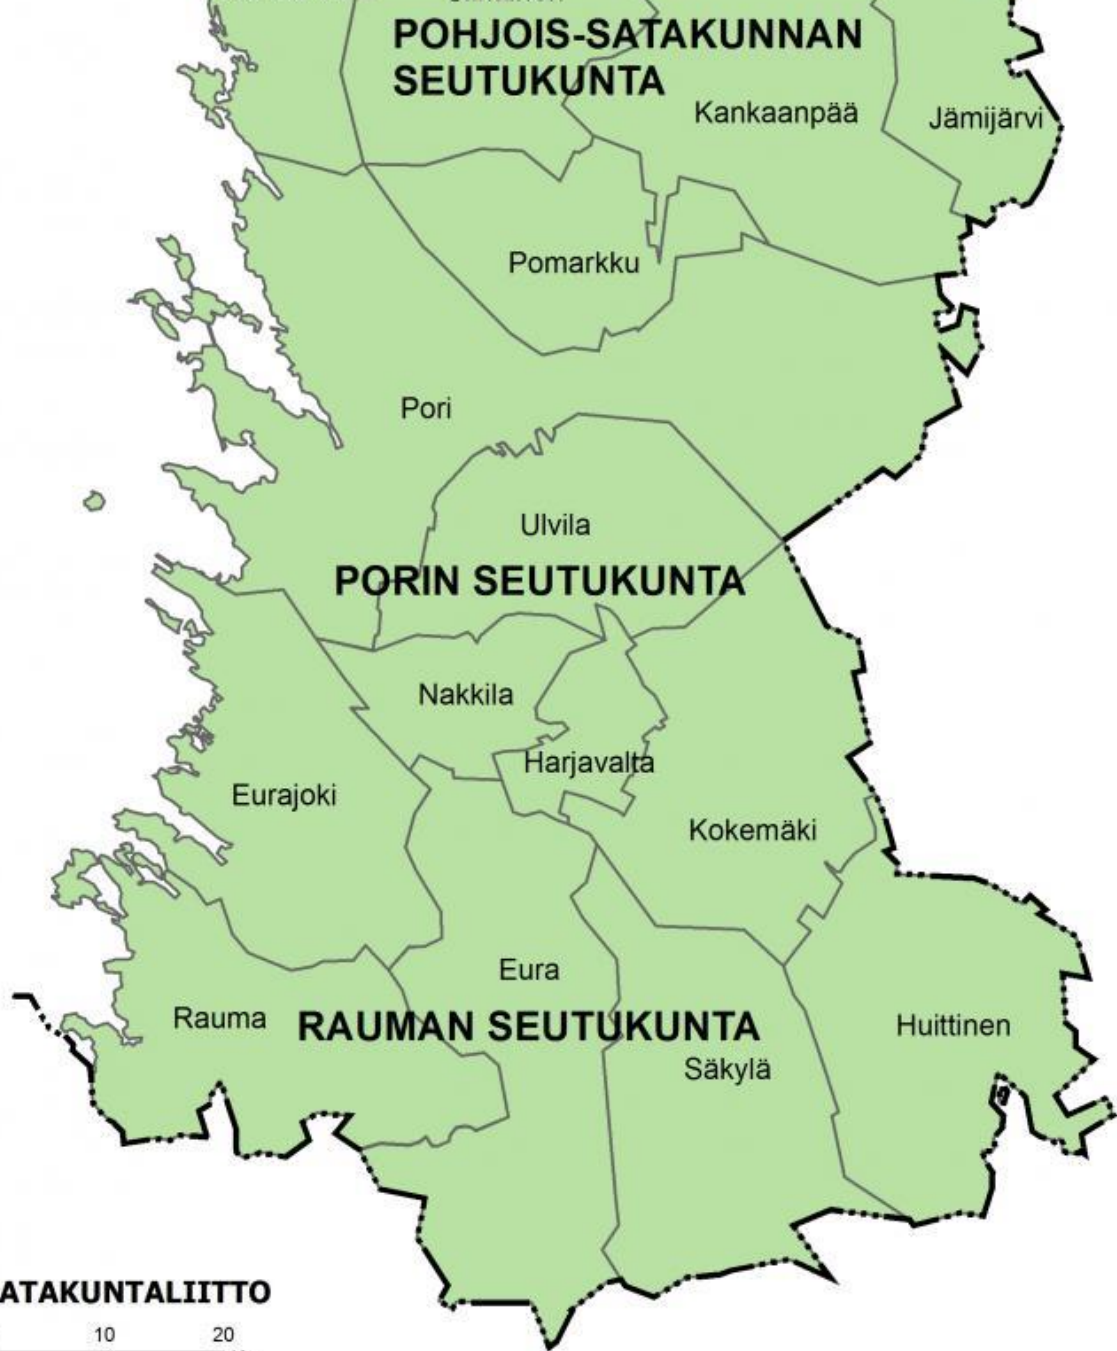 POHJOIS-SATAKUNNAN
SEUTUKUNTA
Kankaanpää
Jämijärvi
Pomarkku
Pori
Ulvila
PORIN SEUTUKUNTA
Nakkila
Harjavalta
Eurajoki
Kokemäki
Eura
Rauma
RAUMAN SEUTUKUNTA
Huittinen
Säkylä
ATAKUNTALIITTO
10 20